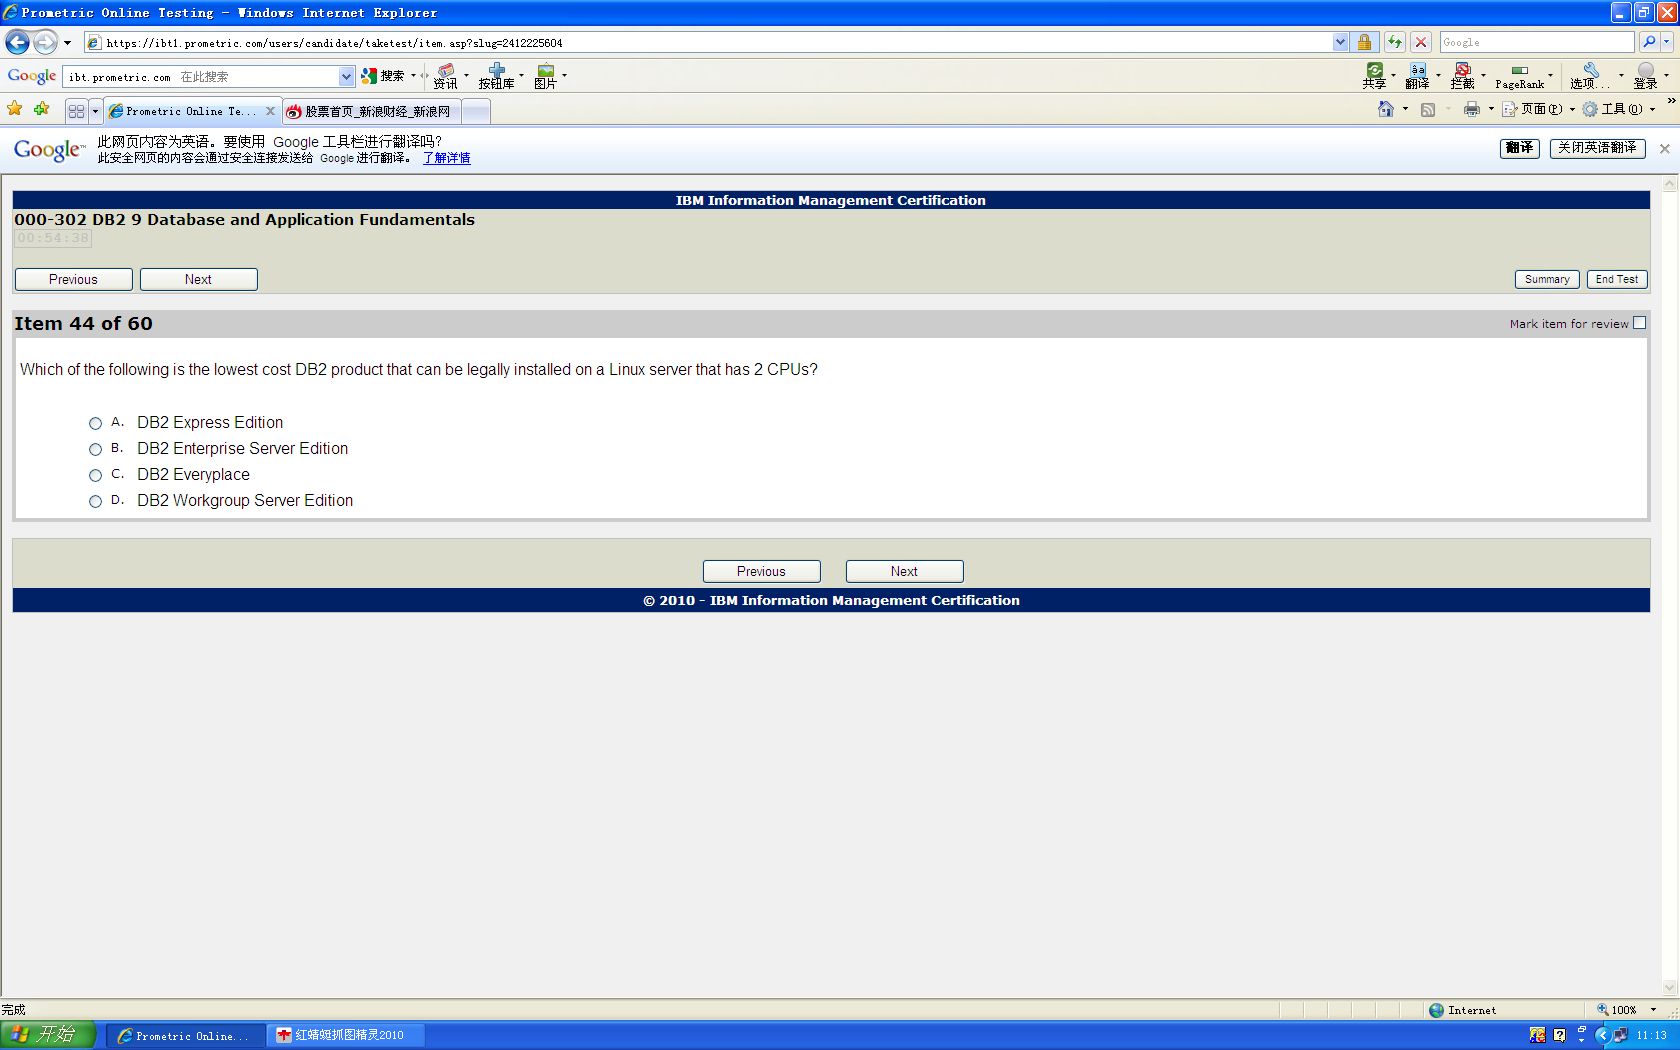 Prometric Online Testing - Windows Internet Explorer
https://ibt1.prometric.com/users/candidate/taketest/item.asp?slug=2412225604
Google
Google ibt.prometric.com 在此搜索 搜索 资讯 按钮库 图片 共享 翻译 拦截 PageRank 选项... 登录
Prometric Online Te... 股票首页_新浪财经_新浪网 页面(P) 工具(O)
Google™ 此网页内容为英语。要使用 Google 工具栏进行翻译吗?
此安全网页的内容会通过安全连接发送给 Google 进行翻译。 了解详情
翻译 关闭英语翻译
IBM Information Management Certification
000-302 DB2 9 Database and Application Fundamentals
00:54:38
Previous Next Summary End Test
Item 44 of 60 Mark item for review
Which of the following is the lowest cost DB2 product that can be legally installed on a Linux server that has 2 CPUs?
A. DB2 Express Edition
B. DB2 Enterprise Server Edition
C. DB2 Everyplace
D. DB2 Workgroup Server Edition
Previous Next
© 2010 - IBM Information Management Certification
完成 Internet 100%
开始 Prometric Online... 红蜻蜓抓图精灵2010 11:13